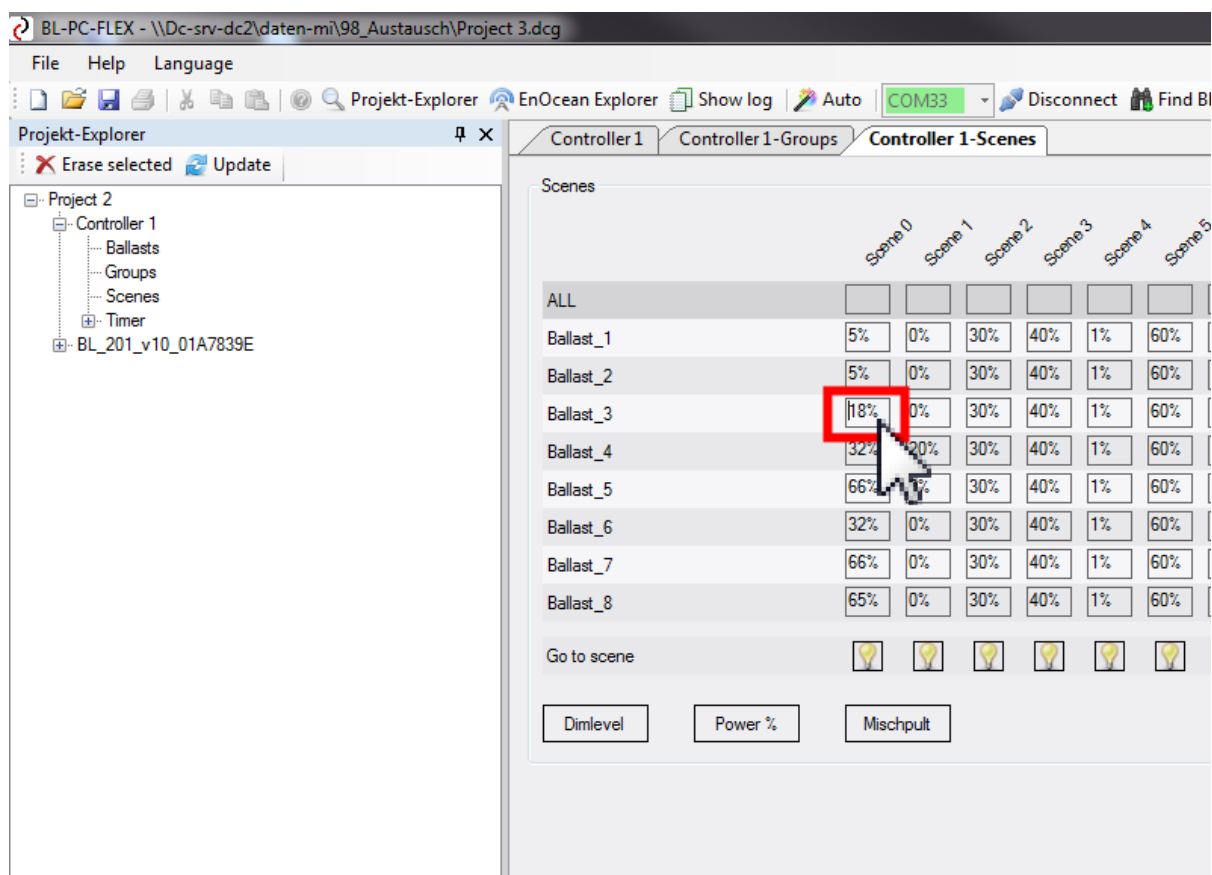 BL-PC-FLEX - \\Dc-srv-dc2\daten-mi\98_Austausch\Project 3.dcg
File Help Language
Projekt-Explorer EnOcean Explorer Show log Auto COM33 Disconnect Find
Projekt-Explorer
Erase selected Update
Project 2
Controller 1
Ballasts
Groups
Scenes
Timer
BL_201_v10_01A7839E
Controller 1 Controller 1-Groups Controller 1-Scenes
Scenes
Scene 0 Scene 1 Scene 2 Scene 3 Scene 4 Scene 5
ALL
Ballast_1 5% 0% 30% 40% 1% 60%
Ballast_2 5% 0% 30% 40% 1% 60%
Ballast_3 18% 0% 30% 40% 1% 60%
Ballast_4 32% 20% 30% 40% 1% 60%
Ballast_5 66% 30% 40% 1% 60%
Ballast_6 32% 0% 30% 40% 1% 60%
Ballast_7 66% 0% 30% 40% 1% 60%
Ballast_8 65% 0% 30% 40% 1% 60%
Go to scene
Dimlevel Power % Mischpult